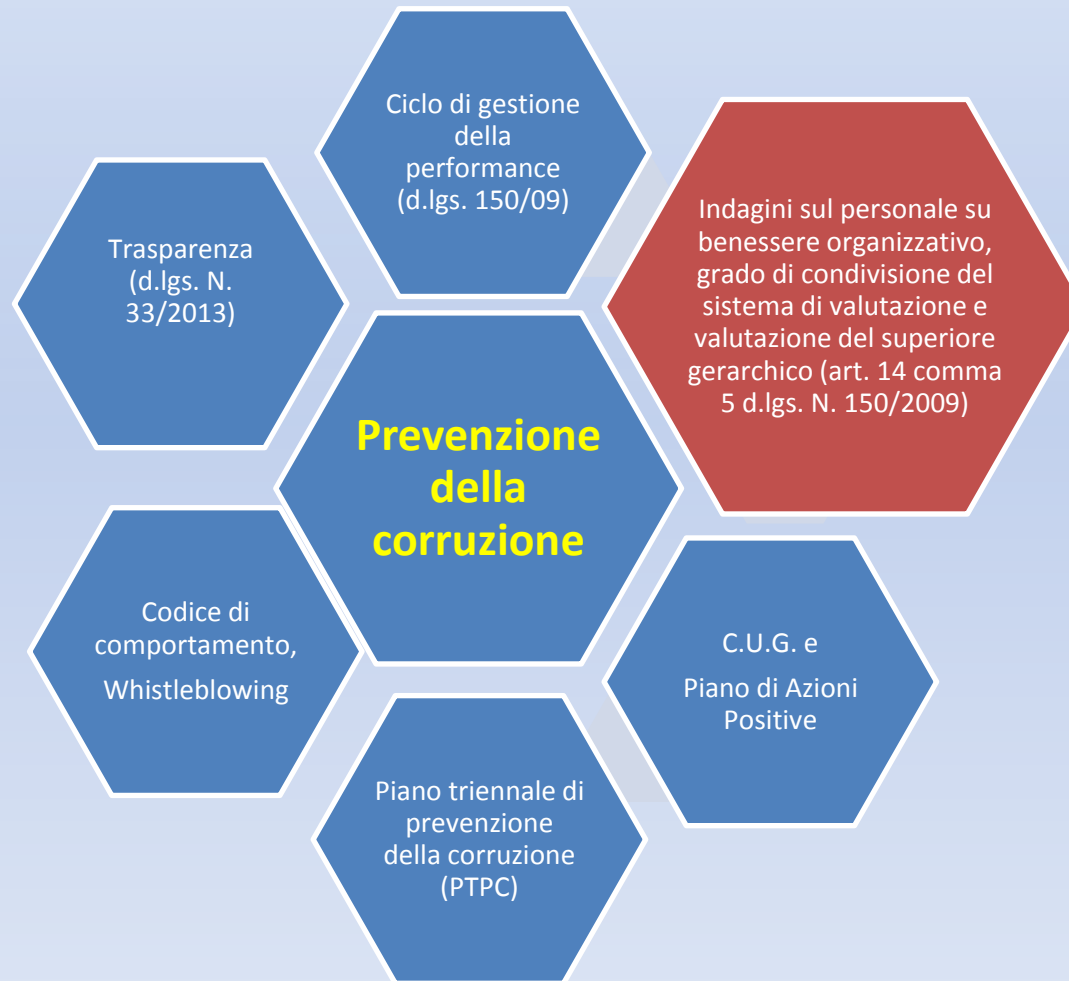 Ciclo di gestione
della
performance
(d.lgs. 150/09)
Trasparenza
(d.lgs. N.
33/2013)
Indagini sul personale su
benessere organizzativo,
grado di condivisione del
sistema di valutazione e
valutazione del superiore
gerarchico (art. 14 comma
5 d.lgs. N. 150/2009)
Prevenzione
della
corruzione
Codice di
comportamento,
Whistleblowing
C.U.G. e
Piano di Azioni
Positive
Piano triennale di
prevenzione
della corruzione
(PTPC)